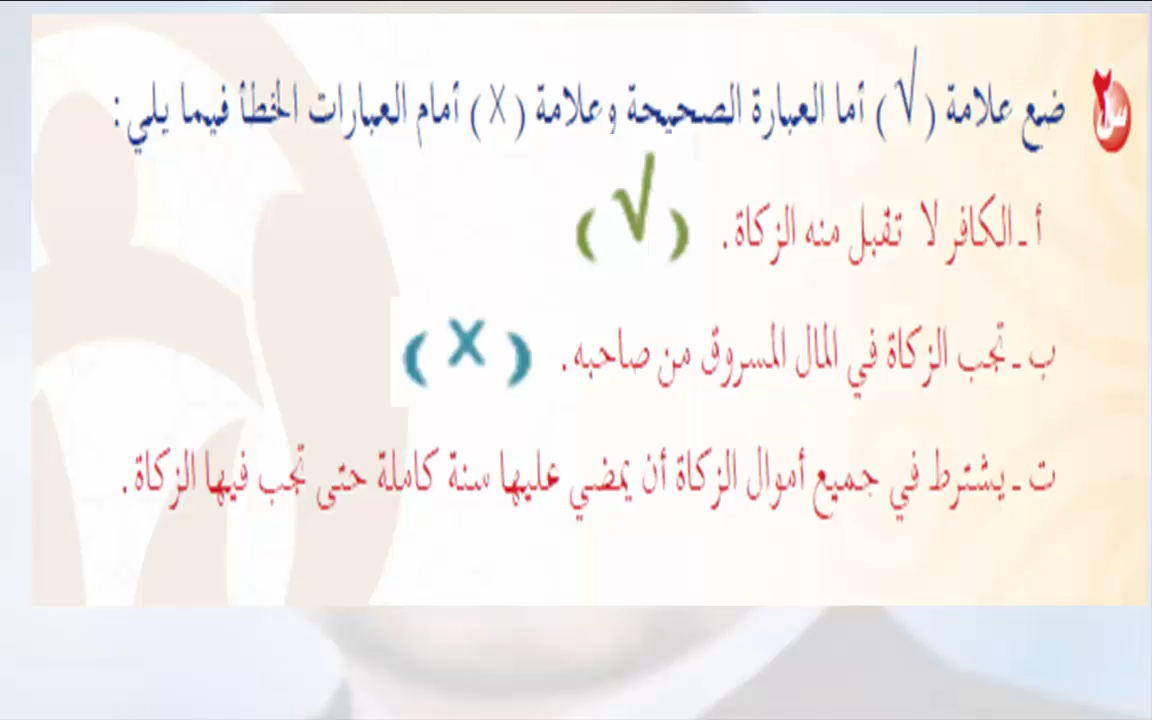 س٢ ضع علامة (√) أما العبارة الصحيحة وعلامة (X) أمام العبارات الخطأ فيما يلي :
أ ـ الكافر لا تقبل منه الزكاة . (√)
ب ـ تجب الزكاة في المال المسروق من صاحبه . (X)
ت ـ يشترط في جميع أموال الزكاة أن يمضي عليها سنة كاملة حتى تجب فيها الزكاة .